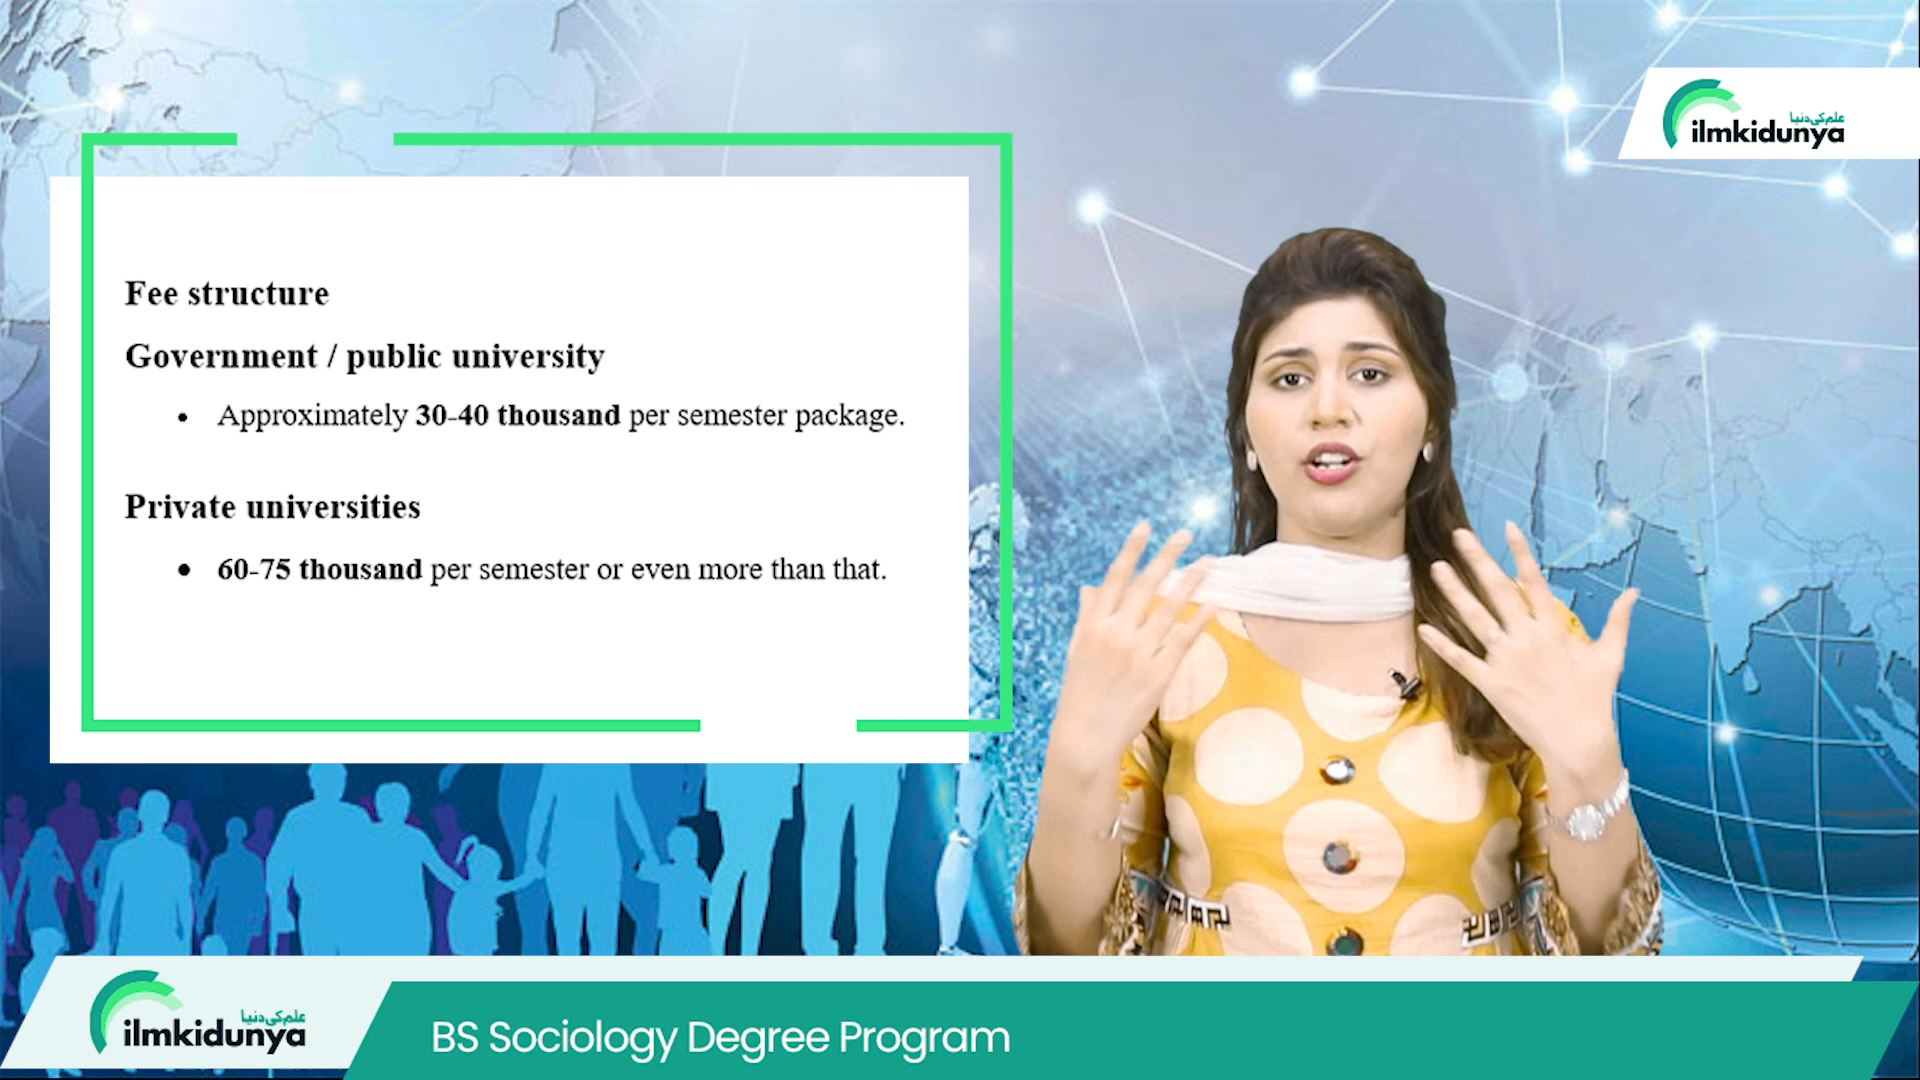 علم کی دنیا
ilmkidunya
Fee structure
Government / public university
• Approximately 30-40 thousand per semester package.
Private universities
• 60-75 thousand per semester or even more than that.
علم کی دنیا
ilmkidunya
BS Sociology Degree Program